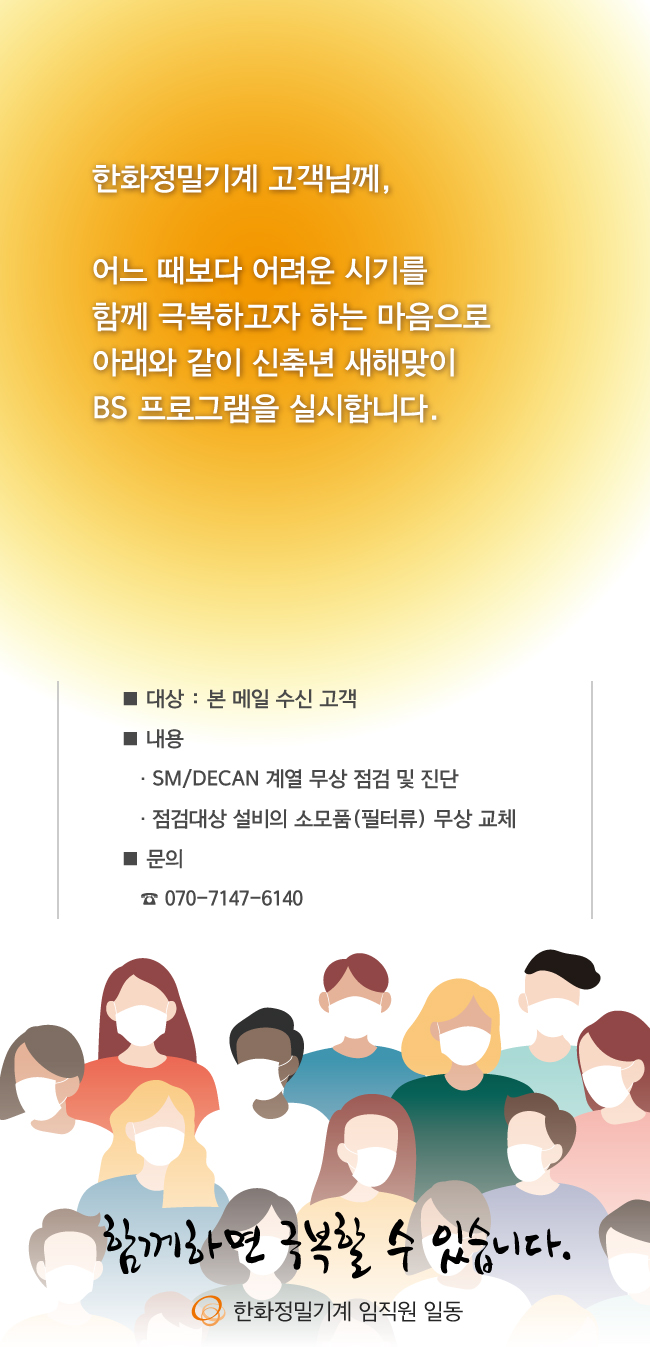 한화정밀기계 고객님께,
어느 때보다 어려운 시기를
함께 극복하고자 하는 마음으로
아래와 같이 신축년 새해맞이
BS 프로그램을 실시합니다.
■ 대상 : 본 메일 수신 고객
■ 내용
· SM/DECAN 계열 무상 점검 및 진단
· 점검대상 설비의 소모품(필터류) 무상 교체
■ 문의
☎ 070-7147-6140
함께하면 극복할 수 있습니다.
한화정밀기계 임직원 일동